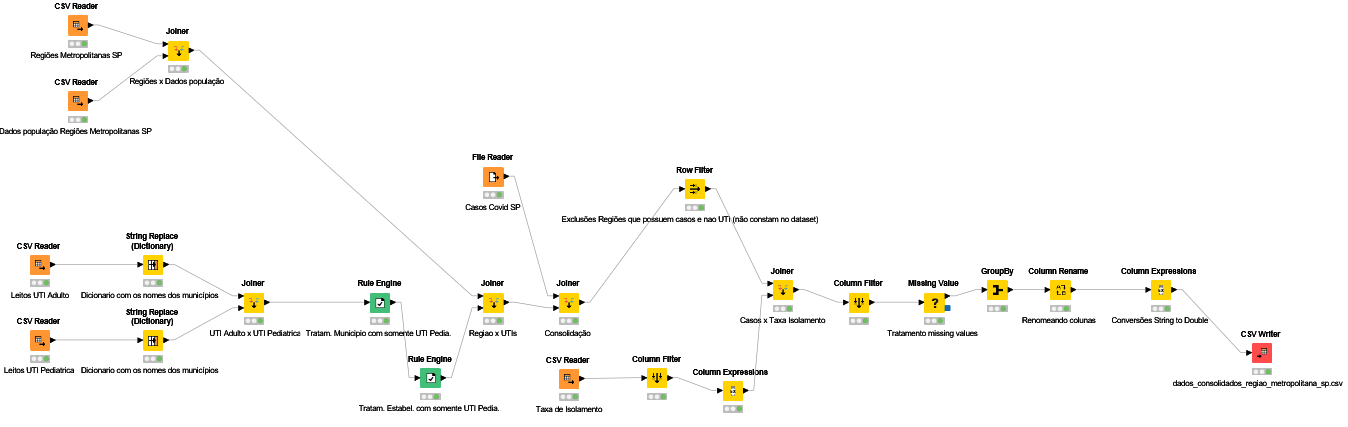 CSV Reader
Regiões Metropolitanas SP
Joiner
Regiões x Dados população
CSV Reader
Dados população Regiões Metropolitanas SP
File Reader
Casos Covid SP
Row Filter
Exclusões Regiões que possuem casos e nao UTI (não constam no dataset)
CSV Reader
Leitos UTI Adulto
String Replace
(Dictionary)
Dicionario com os nomes dos municípios
CSV Reader
Leitos UTI Pediatrica
String Replace
(Dictionary)
Dicionario com os nomes dos municípios
Joiner
UTI Adulto x UTI Pediatrica
Rule Engine
Tratam. Município com somente UTI Pedia.
Rule Engine
Tratam. Estabel. com somente UTI Pedia.
Joiner
Regiao x UTIs
Joiner
Consolidação
CSV Reader
Taxa de Isolamento
Column Filter
Column Expressions
Joiner
Casos x Taxa Isolamento
Column Filter
Missing Value
Tratamento missing values
GroupBy
Column Rename
Renomeando colunas
Column Expressions
Conversões String to Double
CSV Writer
dados_consolidados_regiao_metropolitana_sp.csv